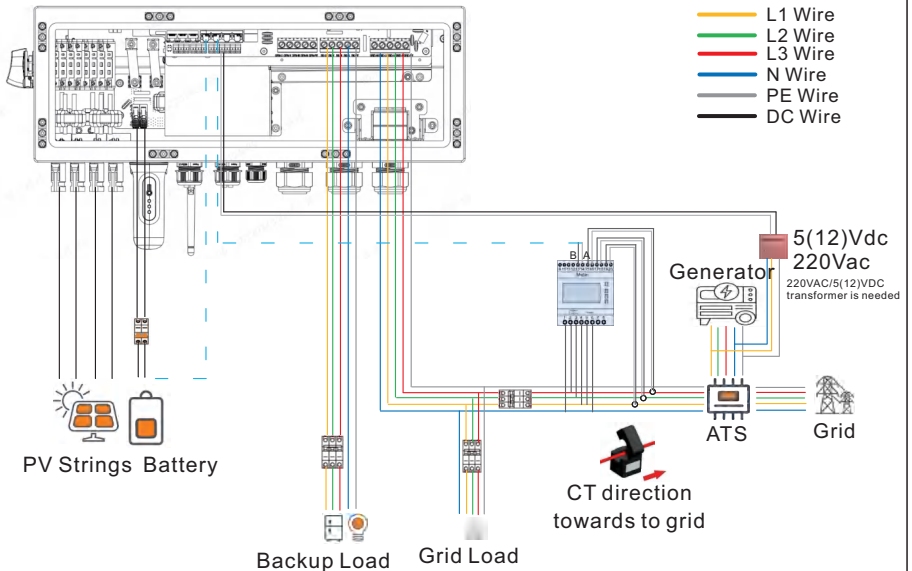 L1 Wire
L2 Wire
L3 Wire
N Wire
PE Wire
DC Wire
5(12)Vdc
220Vac
220VAC/5(12)VDC
transformer is needed
B A
Generator
ATS
Grid
PV Strings Battery
CT direction
towards to grid
Backup Load
Grid Load